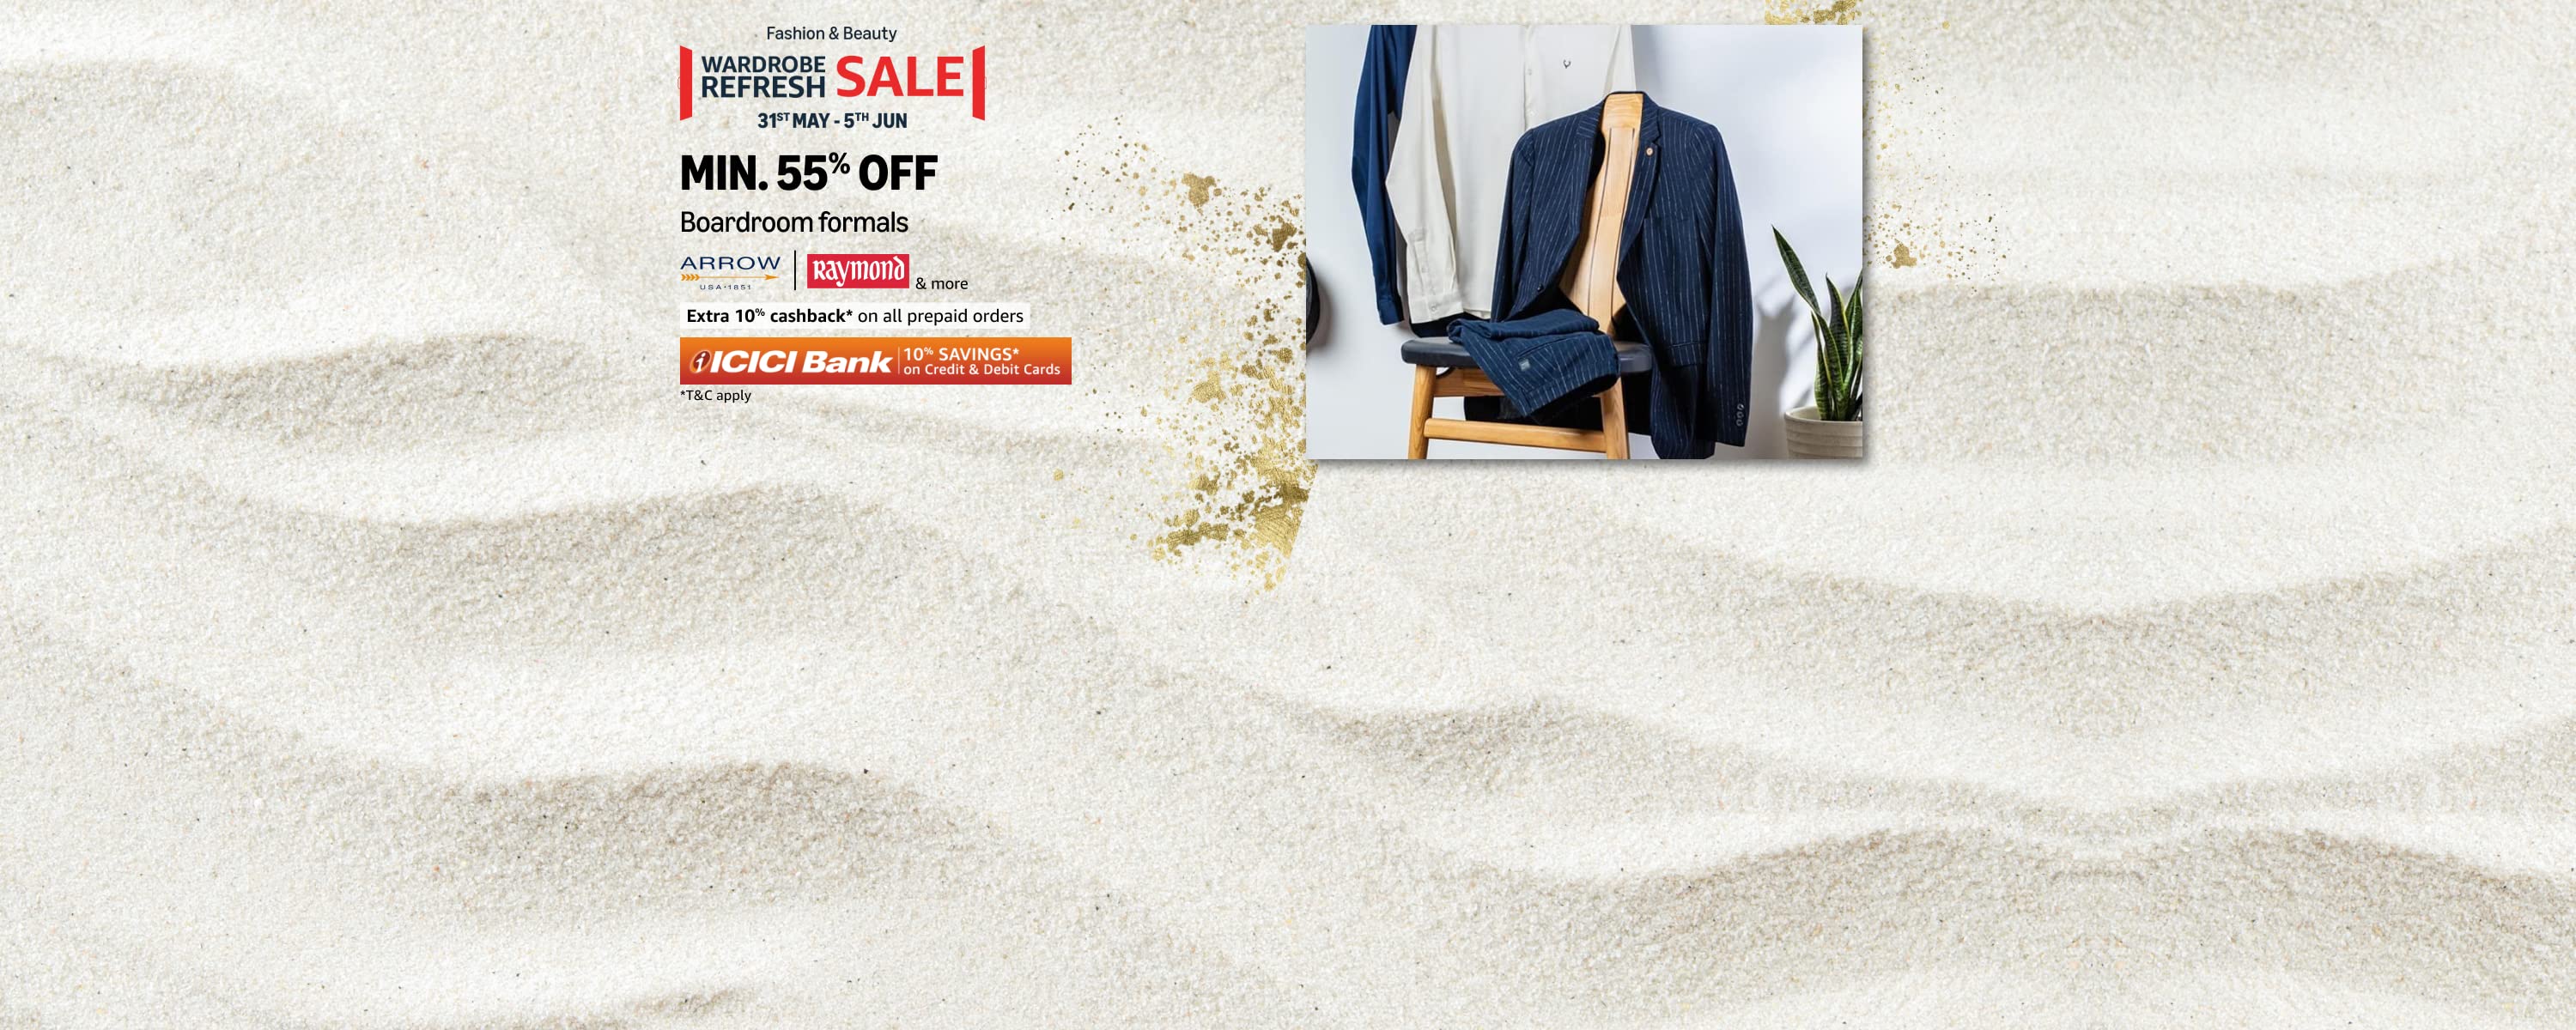 Fashion & Beauty
WARDROBE REFRESH SALE
31ST MAY - 5TH JUN
MIN. 55% OFF
Boardroom formals
ARROW USA·1851 | Raymond & more
Extra 10% cashback* on all prepaid orders
ICICI Bank | 10% SAVINGS*
on Credit & Debit Cards
*T&C apply